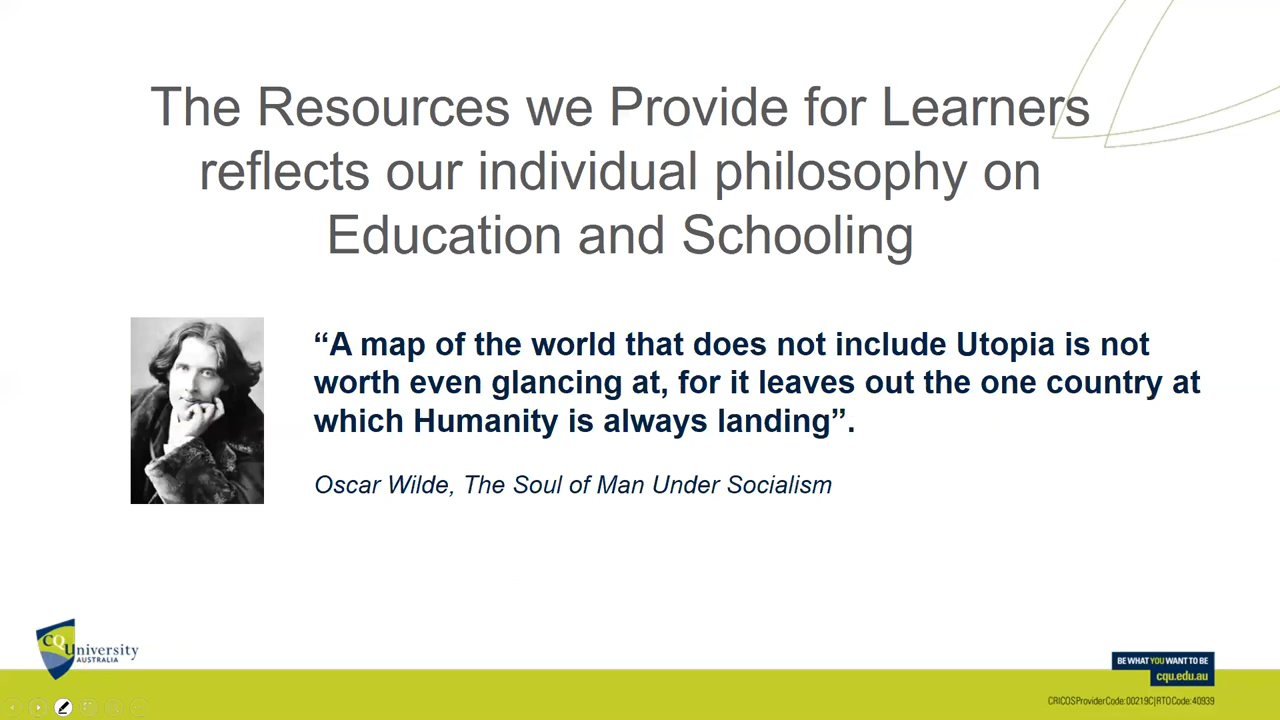 The Resources we Provide for Learners
reflects our individual philosophy on
Education and Schooling
“A map of the world that does not include Utopia is not
worth even glancing at, for it leaves out the one country at
which Humanity is always landing”.
Oscar Wilde, The Soul of Man Under Socialism
CQUniversity
AUSTRALIA
BE WHAT YOU WANT TO BE
cqu.edu.au
CRICOS Provider Code: 00219C | RTO Code: 40939